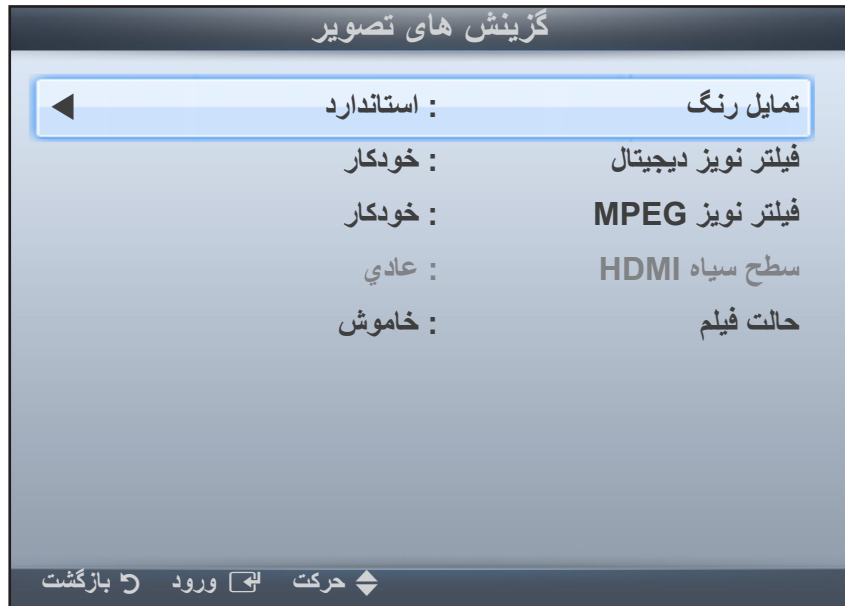 گزینش های تصویر
تمایل رنگ : استاندارد
فیلتر نویز دیجیتال : خودکار
فیلتر نویز MPEG : خودکار
سطح سیاه HDMI : عادي
حالت فیلم : خاموش
حرکت ورود بازگشت